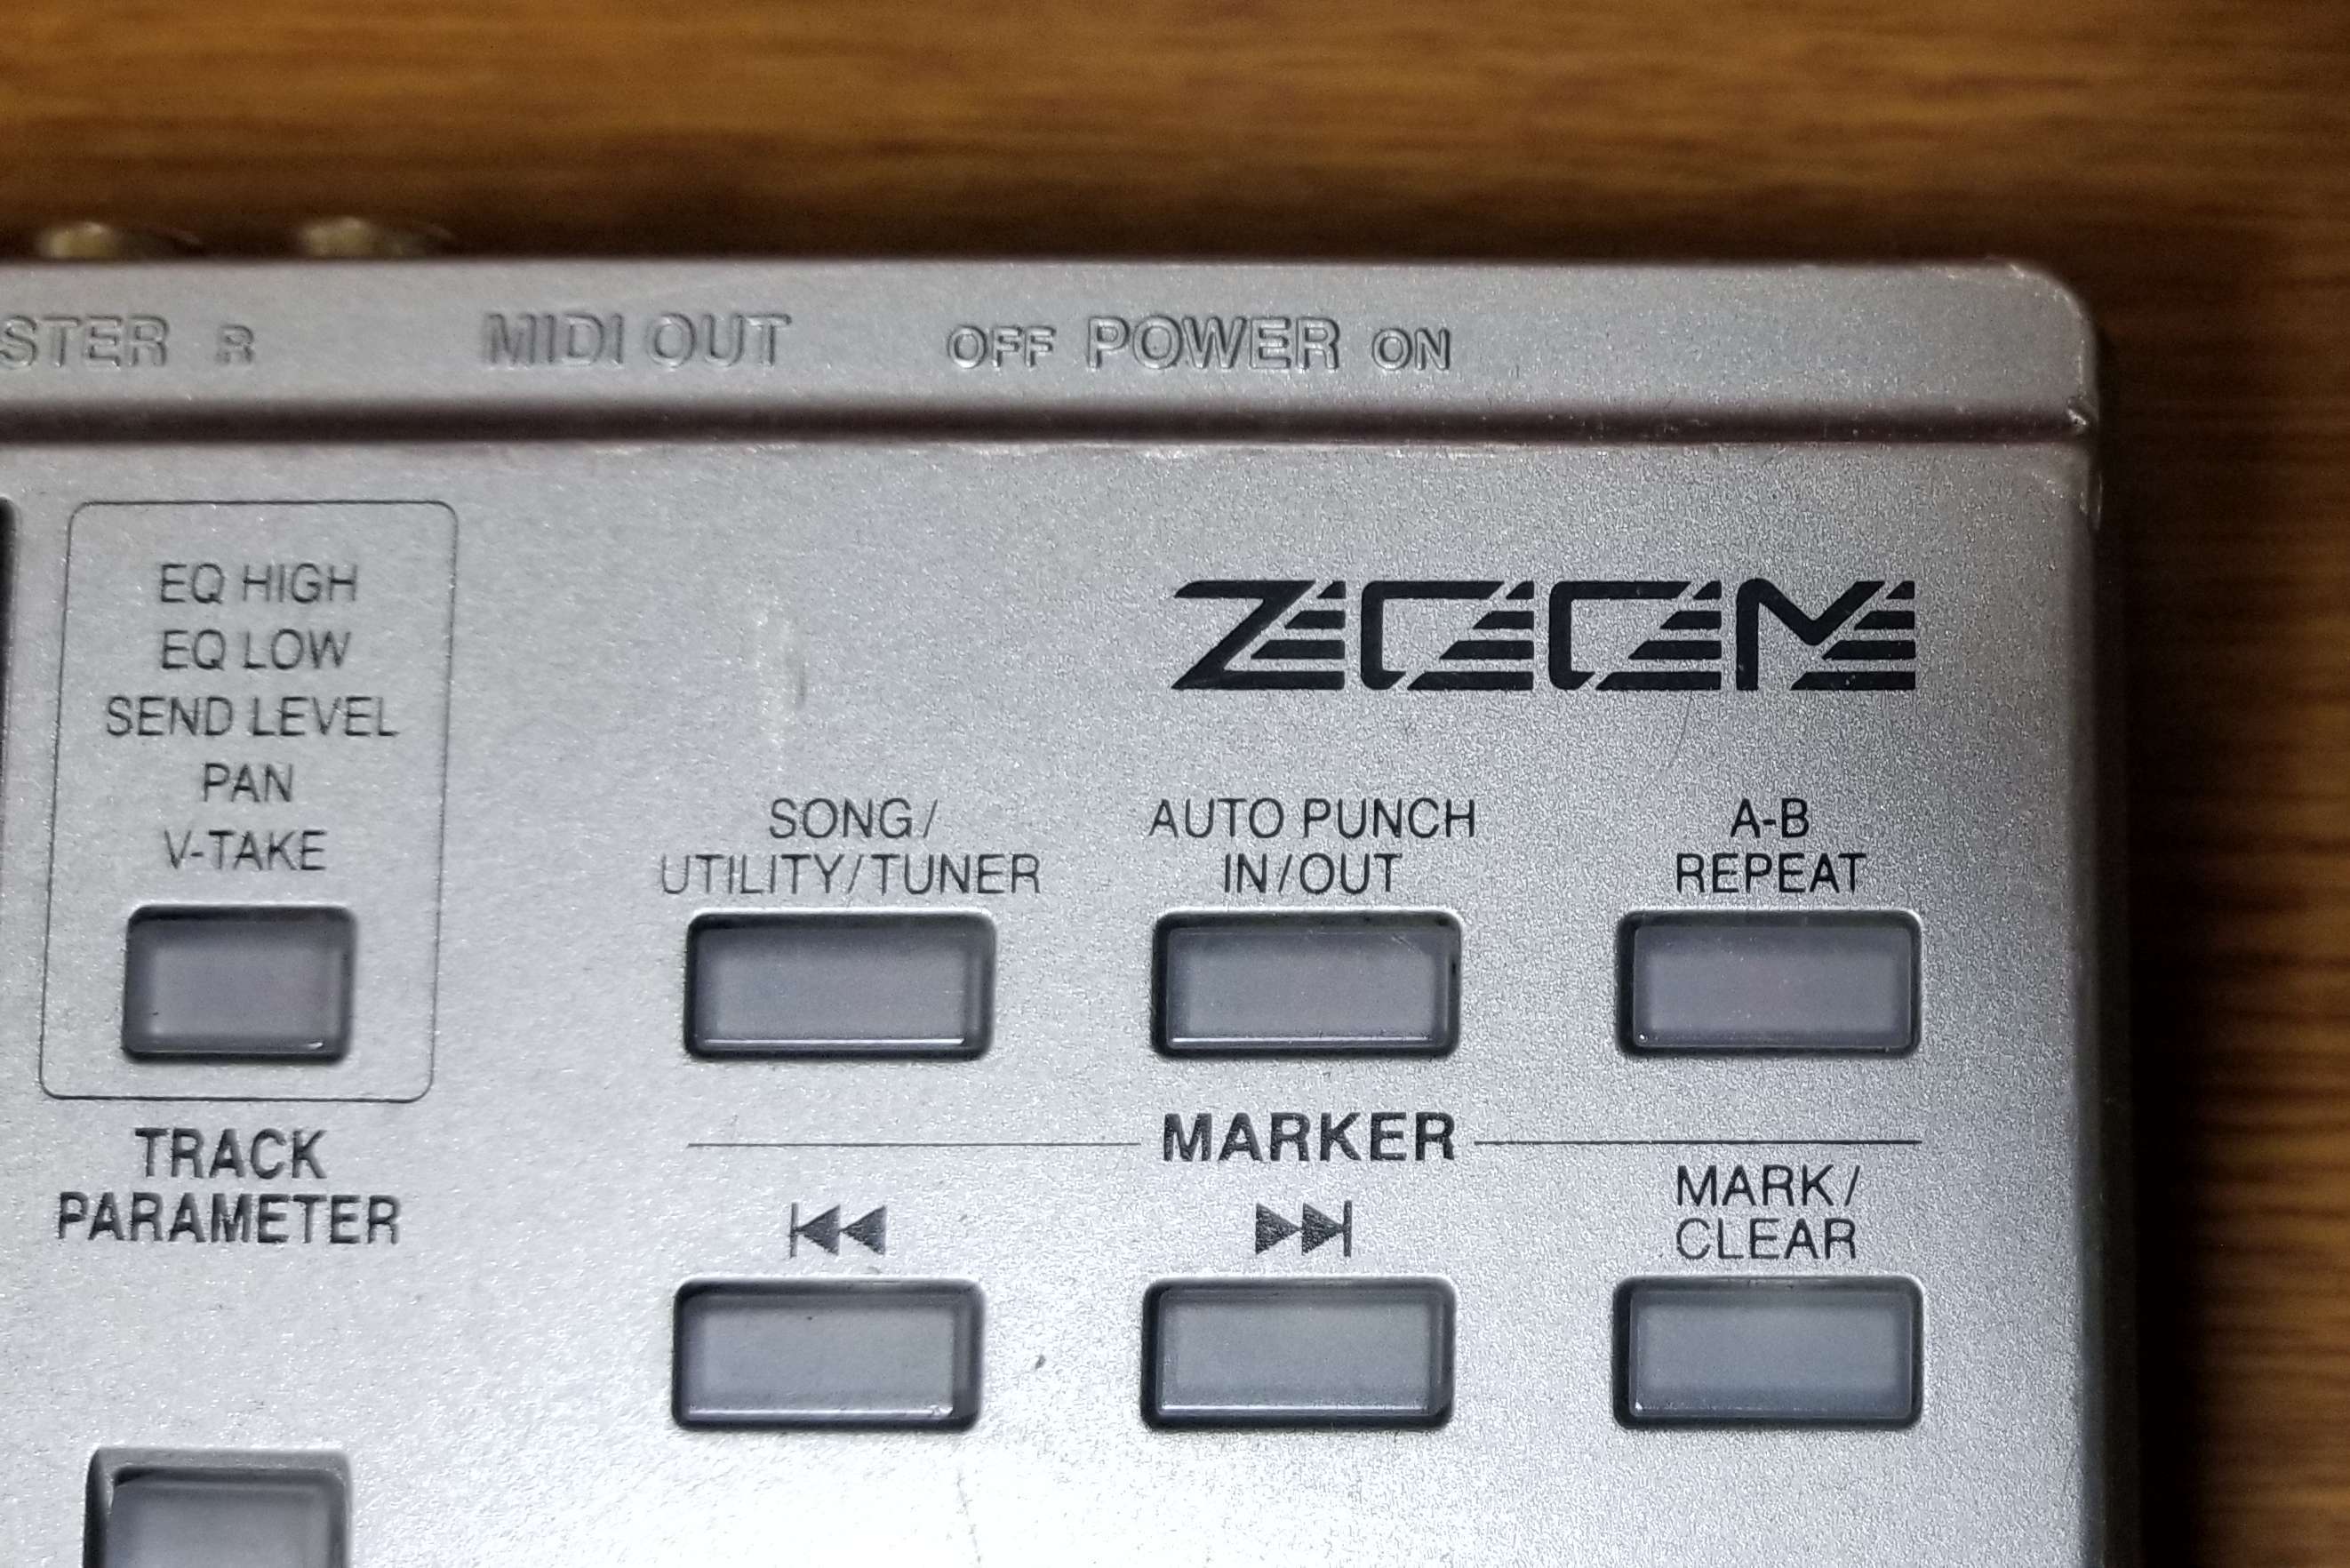 STER R MIDI OUT OFF POWER ON
ZOOM
EQ HIGH
EQ LOW
SEND LEVEL
PAN
V-TAKE
TRACK
PARAMETER
SONG/
UTILITY/TUNER
AUTO PUNCH
IN/OUT
A-B
REPEAT
MARKER
MARK/
CLEAR